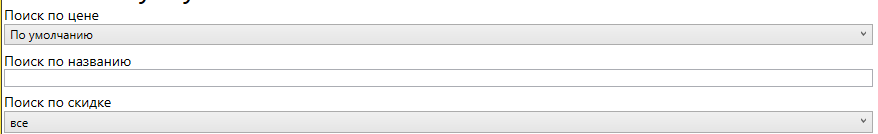 Поиск по цене
По умолчанию
Поиск по названию
Поиск по скидке
все